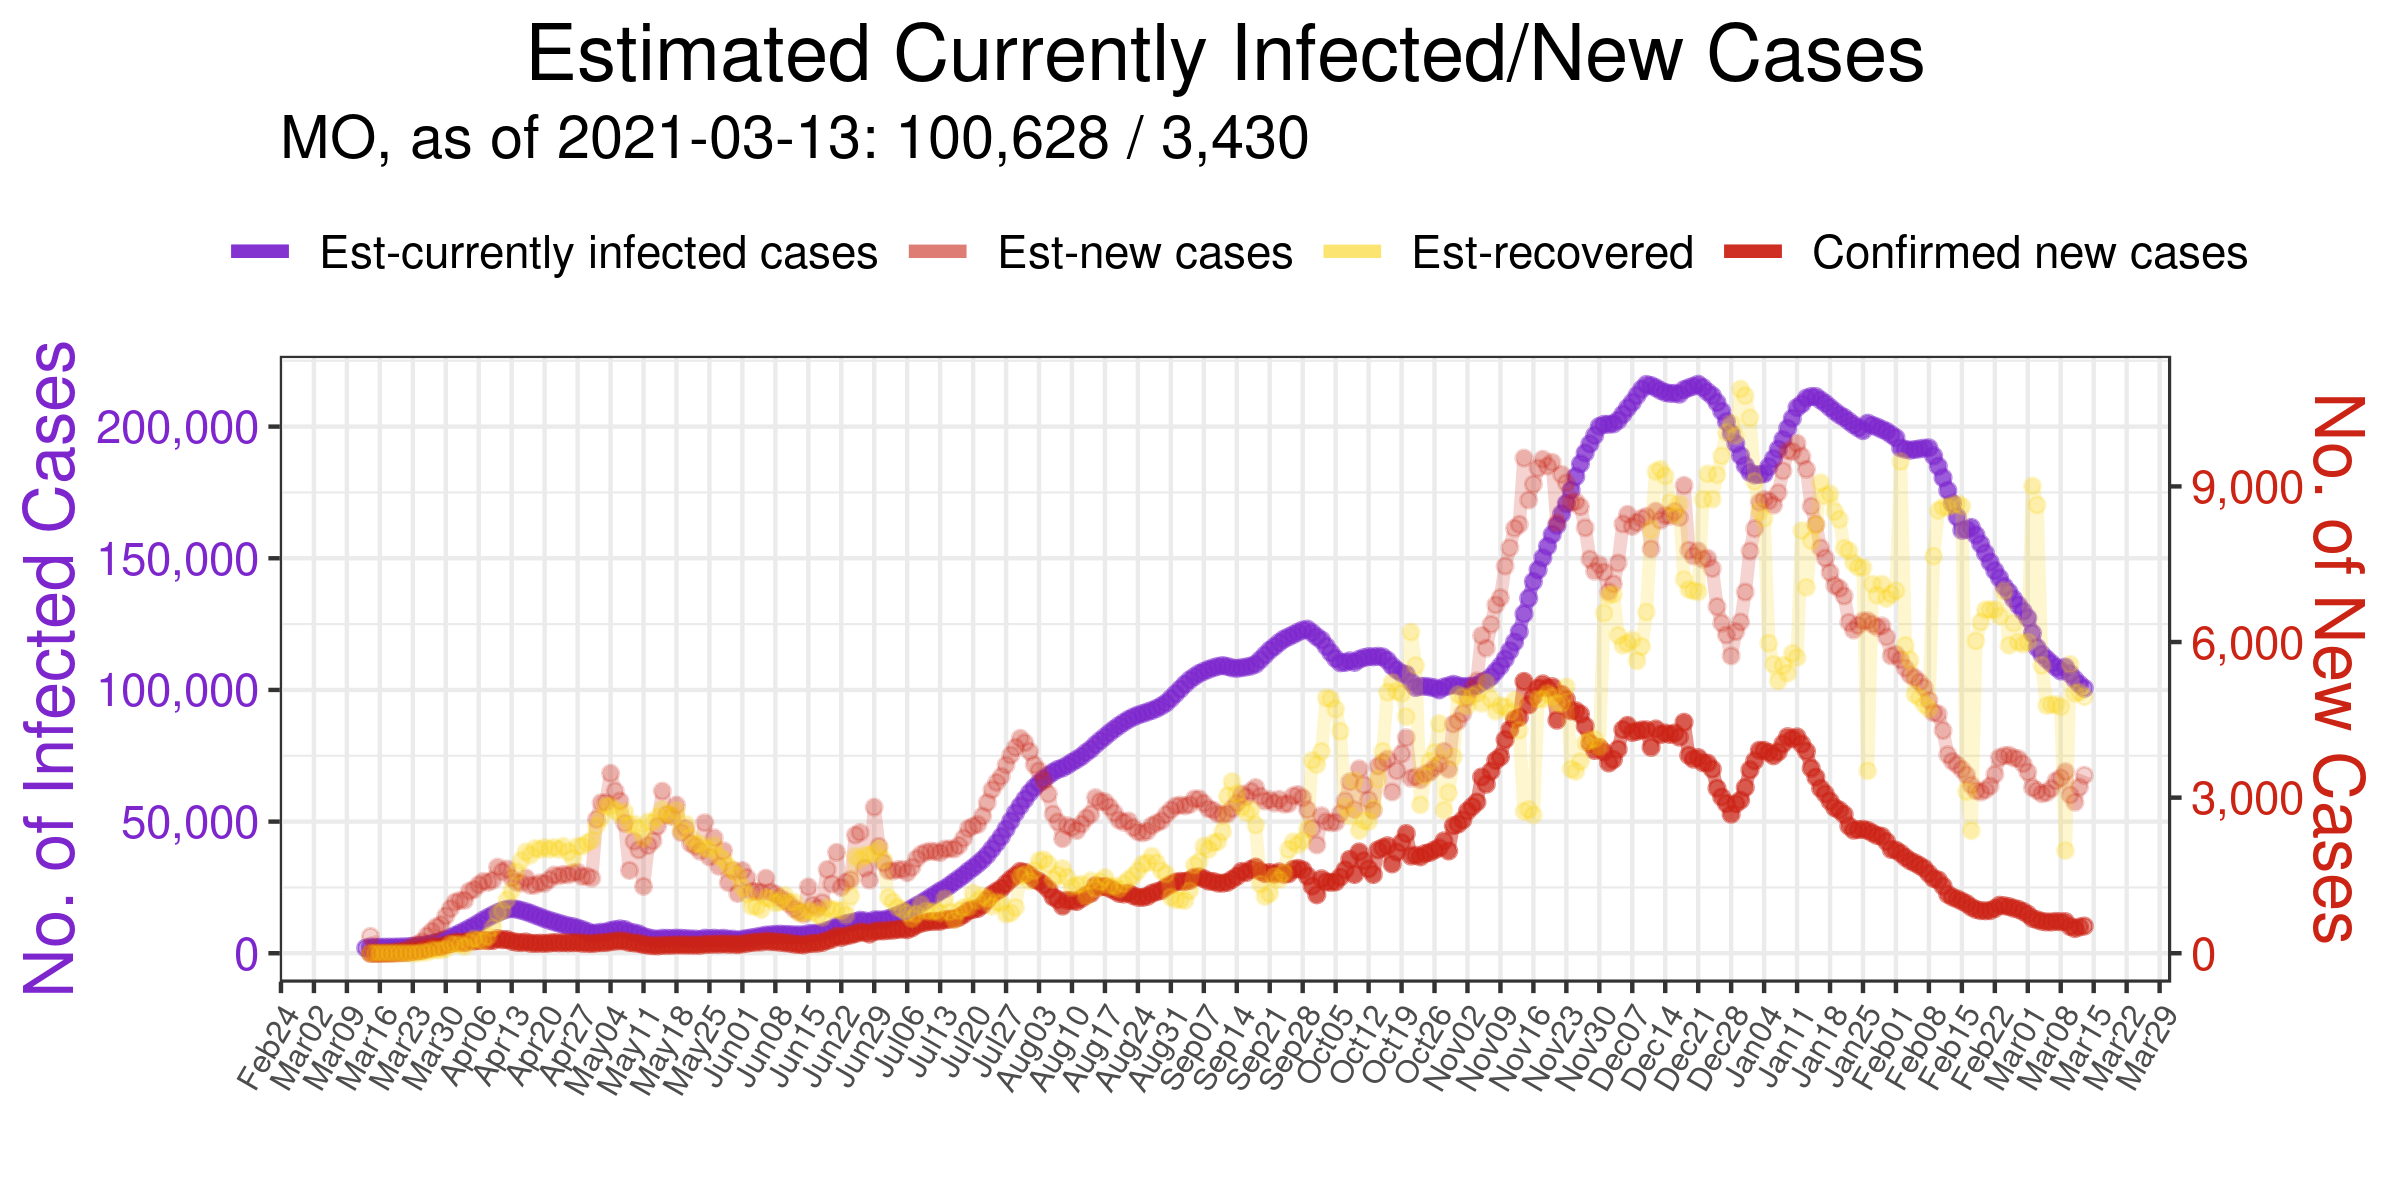 Estimated Currently Infected/New Cases
MO, as of 2021-03-13: 100,628 / 3,430
Est-currently infected cases Est-new cases Est-recovered Confirmed new cases
No. of Infected Cases
200,000
150,000
100,000
50,000
0
9,000
6,000
3,000
0
No. of New Cases
Feb24 Mar02 Mar09 Mar16 Mar23 Mar30 Apr06 Apr13 Apr20 Apr27 May04 May11 May18 May25 Jun01 Jun08 Jun15 Jun22 Jun29 Jul06 Jul13 Jul20 Jul27 Aug03 Aug10 Aug17 Aug24 Aug31 Sep07 Sep14 Sep21 Sep28 Oct05 Oct12 Oct19 Oct26 Nov02 Nov09 Nov16 Nov23 Nov30 Dec07 Dec14 Dec21 Dec28 Jan04 Jan11 Jan18 Jan25 Feb01 Feb08 Feb15 Feb22 Mar01 Mar08 Mar15 Mar22 Mar29